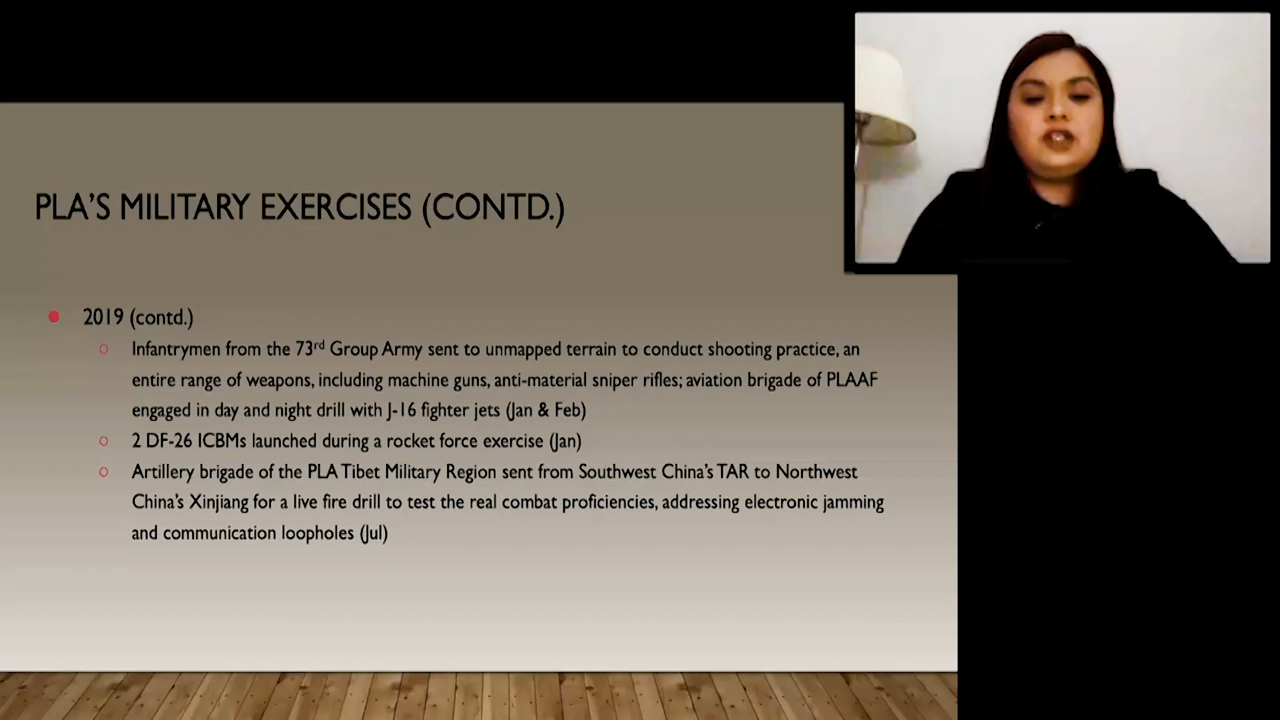 PLA'S MILITARY EXERCISES (CONTD.)
2019 (contd.)
Infantrymen from the 73rd Group Army sent to unmapped terrain to conduct shooting practice, an
entire range of weapons, including machine guns, anti-material sniper rifles; aviation brigade of PLAAF
engaged in day and night drill with J-16 fighter jets (Jan & Feb)
2 DF-26 ICBMs launched during a rocket force exercise (Jan)
Artillery brigade of the PLA Tibet Military Region sent from Southwest China's TAR to Northwest
China's Xinjiang for a live fire drill to test the real combat proficiencies, addressing electronic jamming
and communication loopholes (Jul)